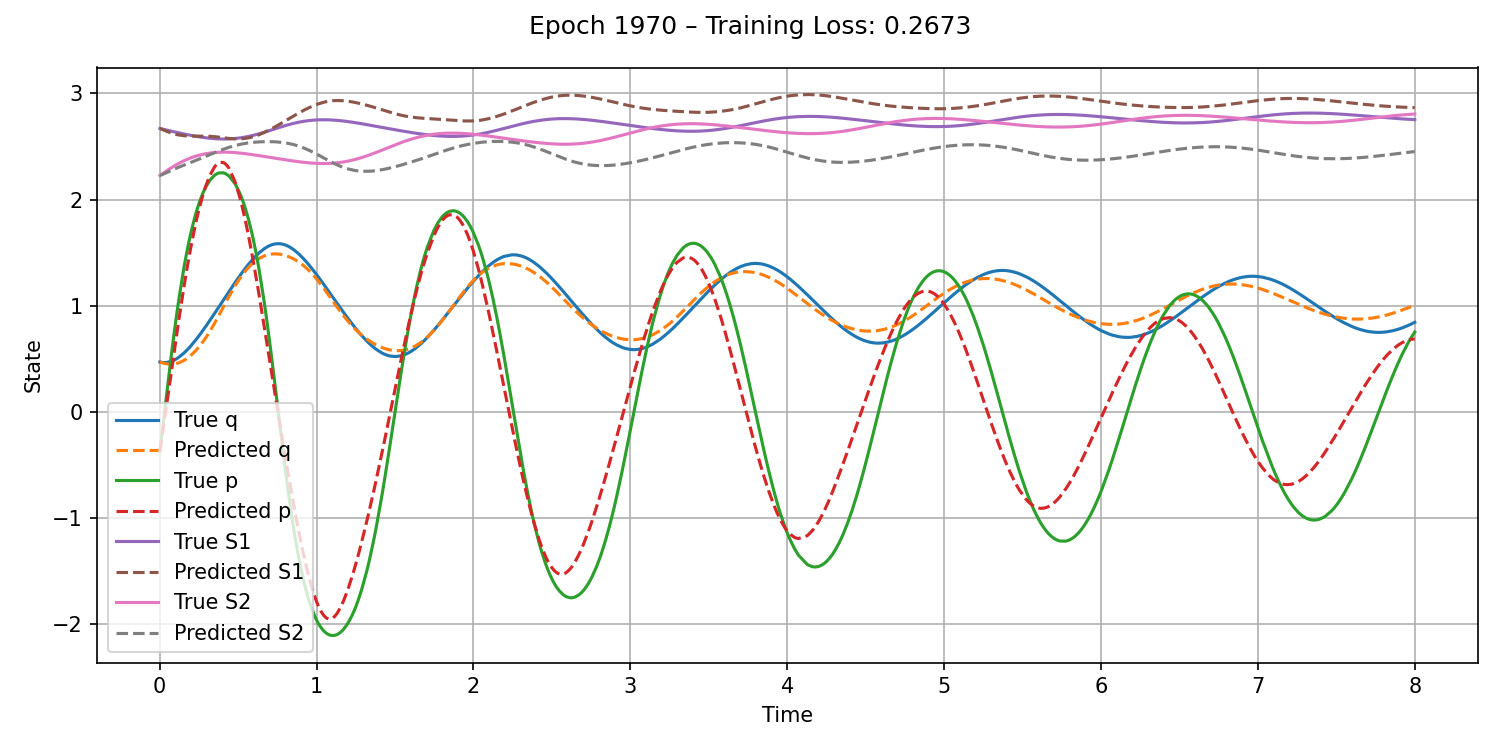 Epoch 1970 – Training Loss: 0.2673
State
3
2
1
0
−1
−2
True q
Predicted q
True p
Predicted p
True S1
Predicted S1
True S2
Predicted S2
0 1 2 3 4 5 6 7 8
Time